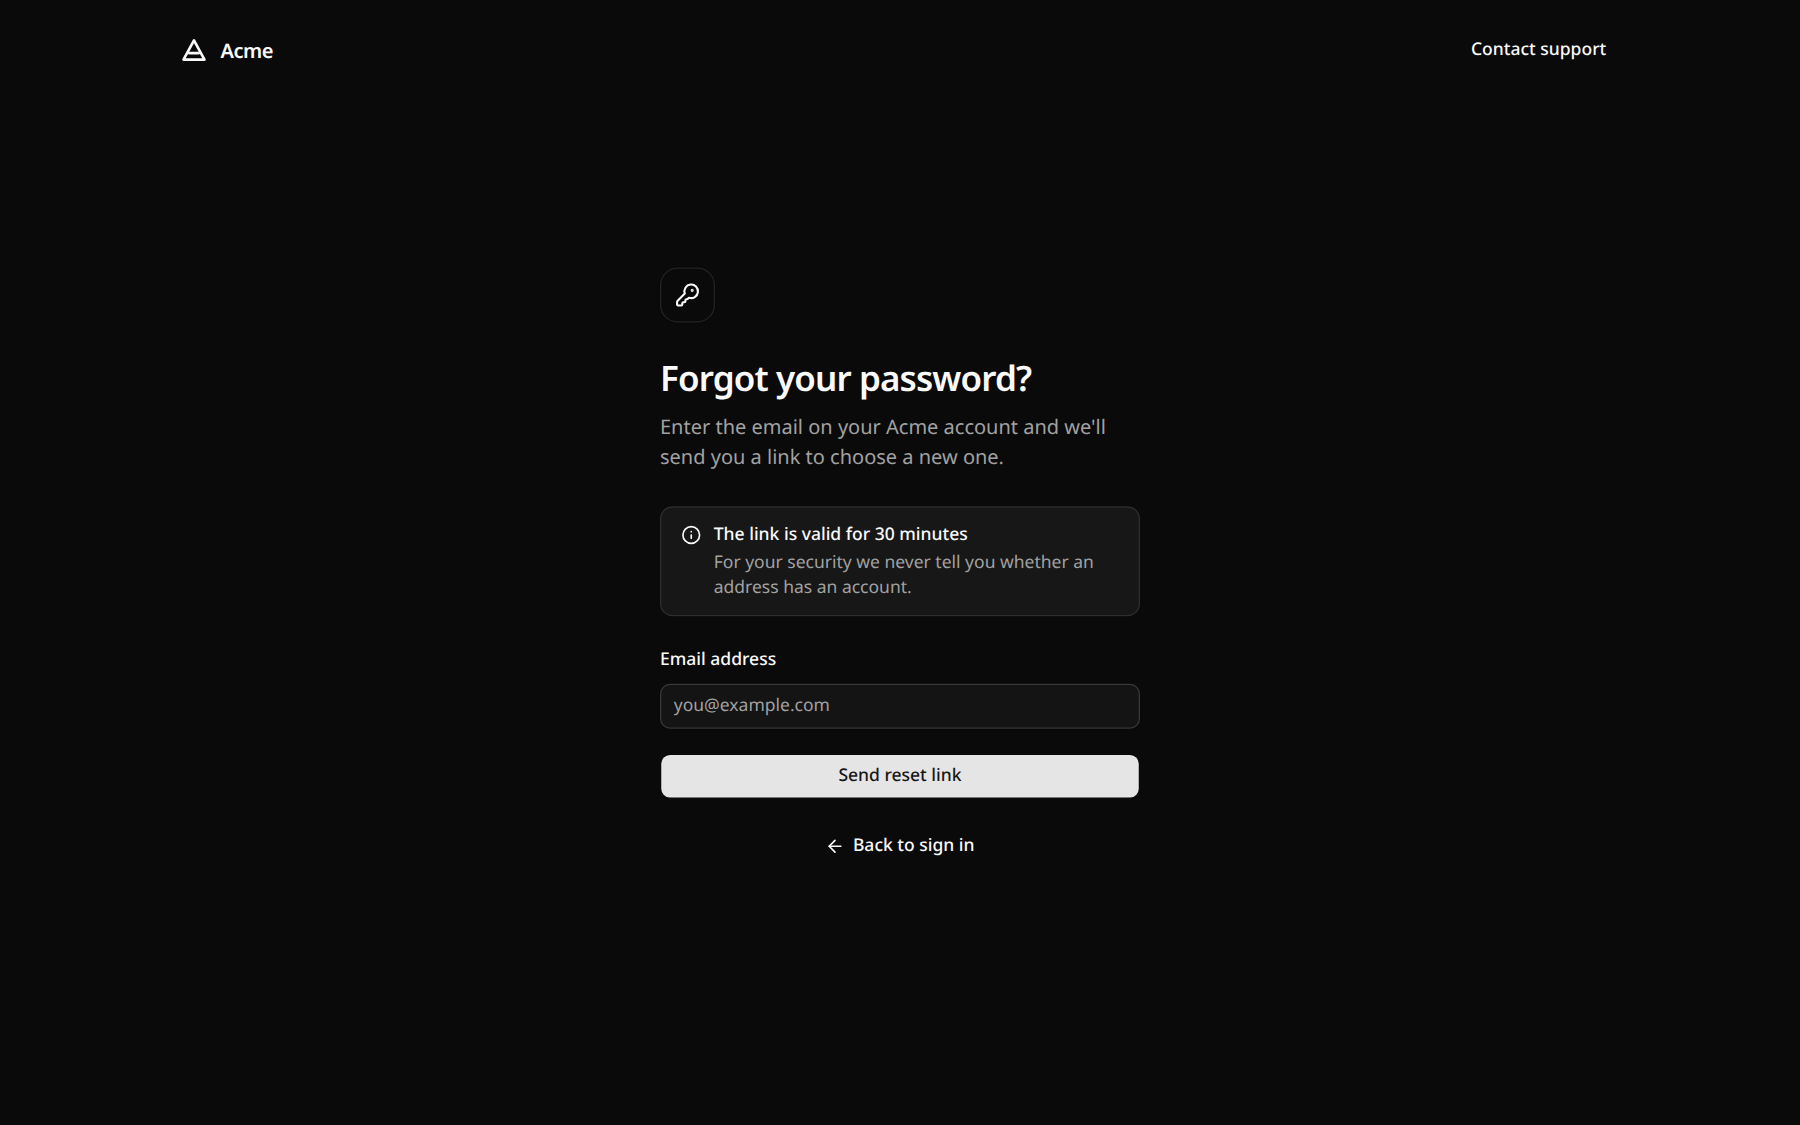 Acme
Contact support
Forgot your password?
Enter the email on your Acme account and we'll
send you a link to choose a new one.
The link is valid for 30 minutes
For your security we never tell you whether an
address has an account.
Email address
you@example.com
Send reset link
Back to sign in